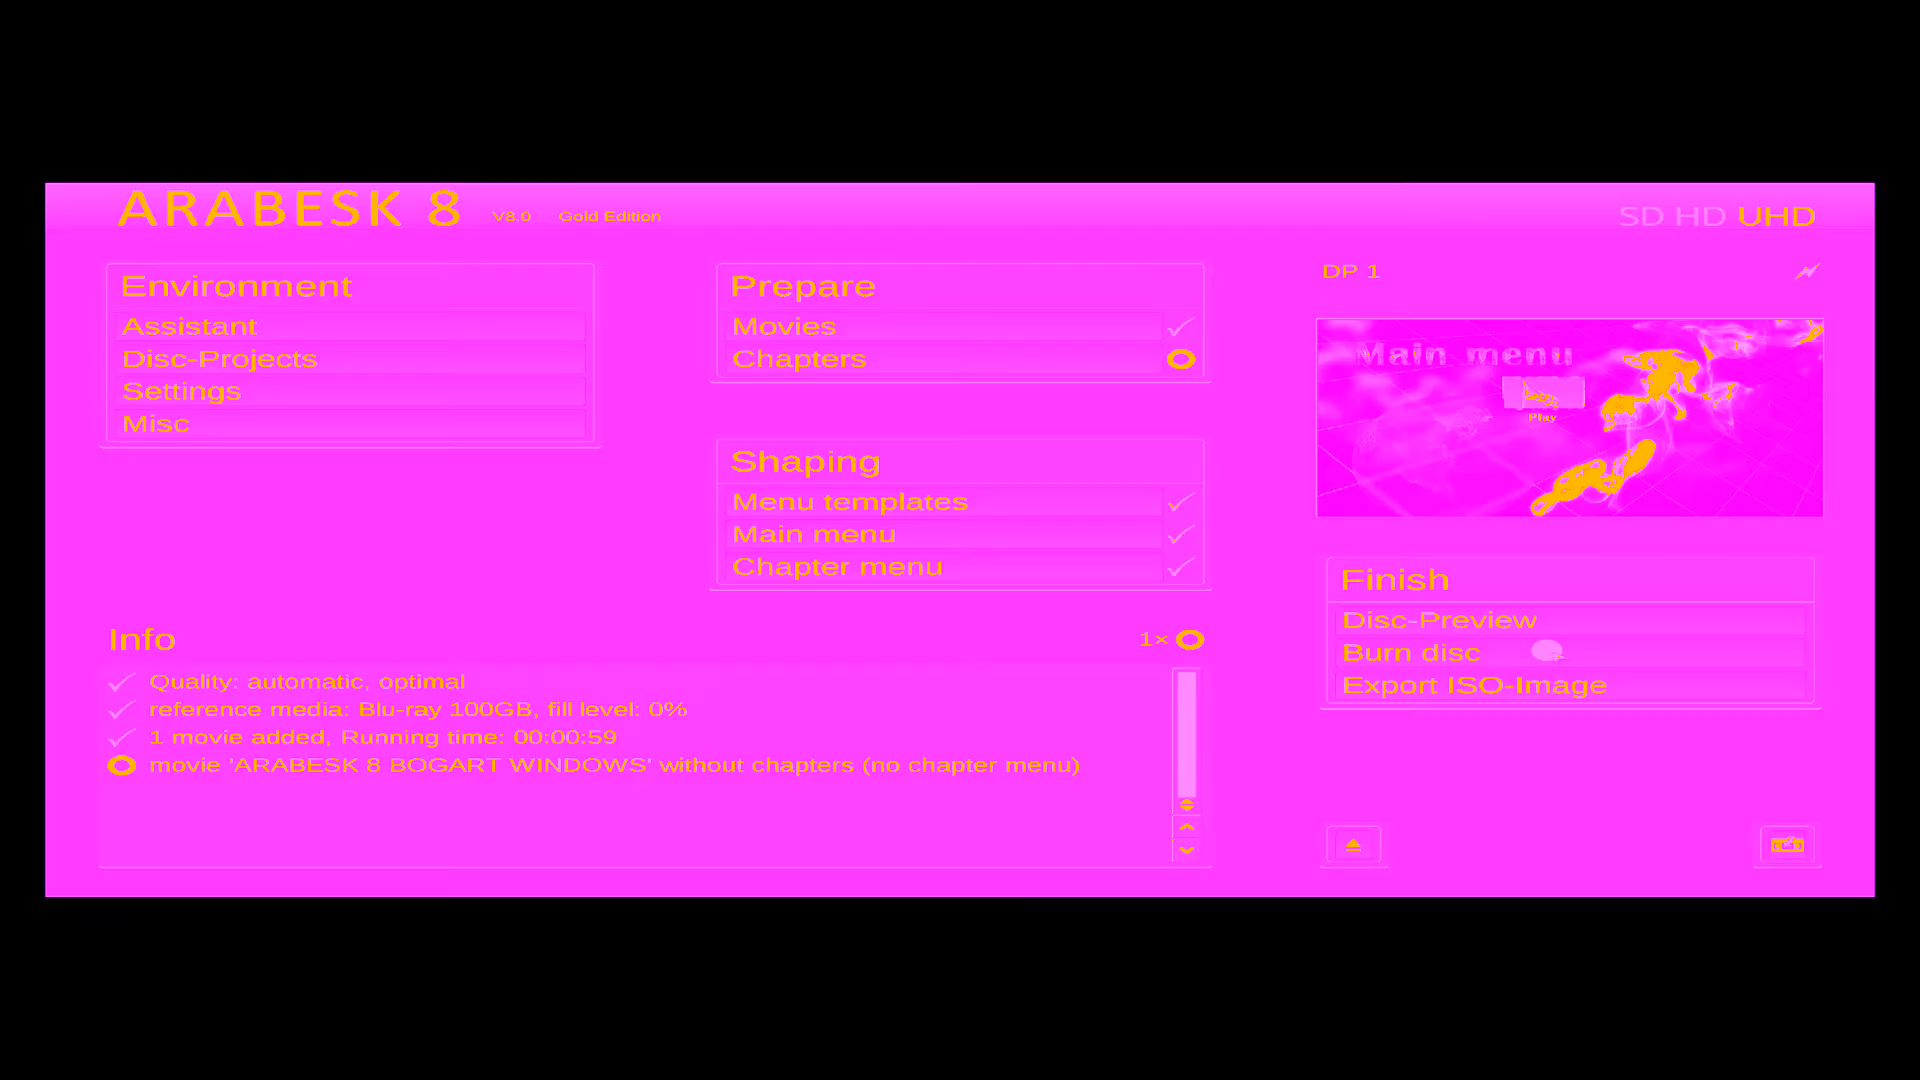 ARABESK 8 V8.0 Gold Edition
SD HD UHD
Environment
Assistant
Disc-Projects
Settings
Misc
Prepare
Movies
Chapters
Shaping
Menu templates
Main menu
Chapter menu
DP 1
Main menu
Play
Finish
Disc-Preview
Burn disc
Export ISO-Image
Info
1×
Quality: automatic, optimal
reference media: Blu-ray 100GB, fill level: 0%
1 movie added, Running time: 00:00:59
movie 'ARABESK 8 BOGART WINDOWS' without chapters (no chapter menu)